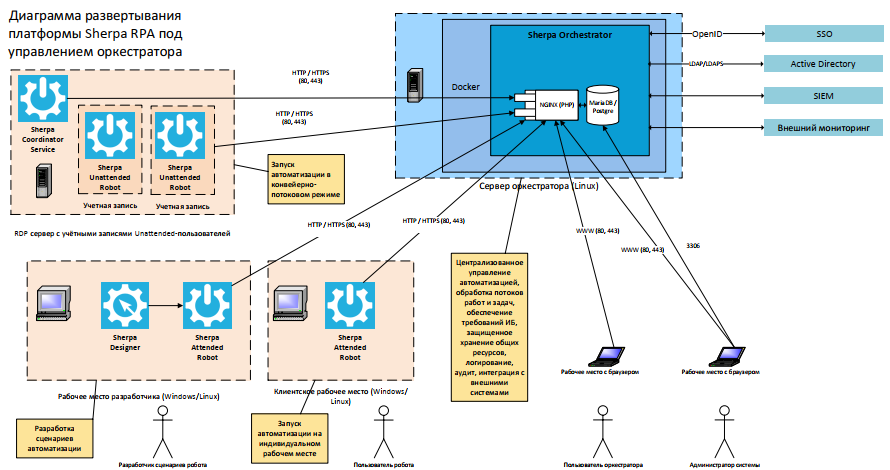 Диаграмма развертывания
платформы Sherpa RPA под
управлением оркестратора
Sherpa
Coordinator
Service
Sherpa
Unattended
Robot
Sherpa
Unattended
Robot
Учетная запись
Учетная запись
RDP сервер с учётными записями Unattended-пользователей
HTTP / HTTPS
(80, 443)
HTTP / HTTPS
(80, 443)
Запуск
автоматизации в
конвейерно-
потоковом режиме
Sherpa Orchestrator
Docker
NGINX (PHP)
MariaDB /
Postgre
Сервер оркестратора (Linux)
OpenID
LDAP/LDAPS
SSO
Active Directory
SIEM
Внешний мониторинг
HTTP / HTTPS (80, 443)
HTTP / HTTPS (80, 443)
WWW (80, 443)
WWW (80, 443)
3306
Sherpa
Designer
Sherpa
Attended
Robot
Рабочее место разработчика (Windows/Linux)
Sherpa
Attended
Robot
Клиентское рабочее место (Windows/
Linux)
Централизованное
управление
автоматизацией,
обработка потоков
работ и задач,
обеспечение
требований ИБ,
защищенное
хранение общих
ресурсов,
логирование,
аудит, интеграция с
внешними
системами
Рабочее место с браузером
Рабочее место с браузером
Разработка
сценариев
автоматизации
Запуск
автоматизации на
индивидуальном
рабочем месте
Разработчик сценариев робота
Пользователь робота
Пользователь оркестратора
Администратор системы